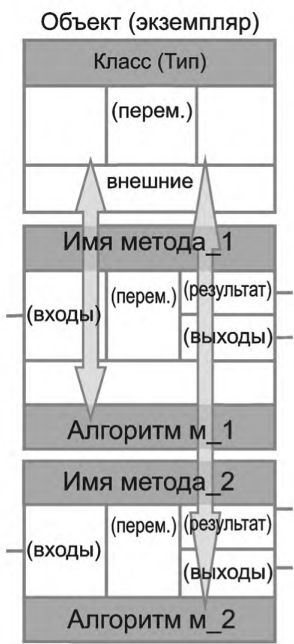 Объект (экземпляр)
Класс (Тип)
(перем.)
внешние
Имя метода_1
(входы)
(перем.)
(результат)
(выходы)
Алгоритм м_1
Имя метода_2
(входы)
(перем.)
(результат)
(выходы)
Алгоритм м_2